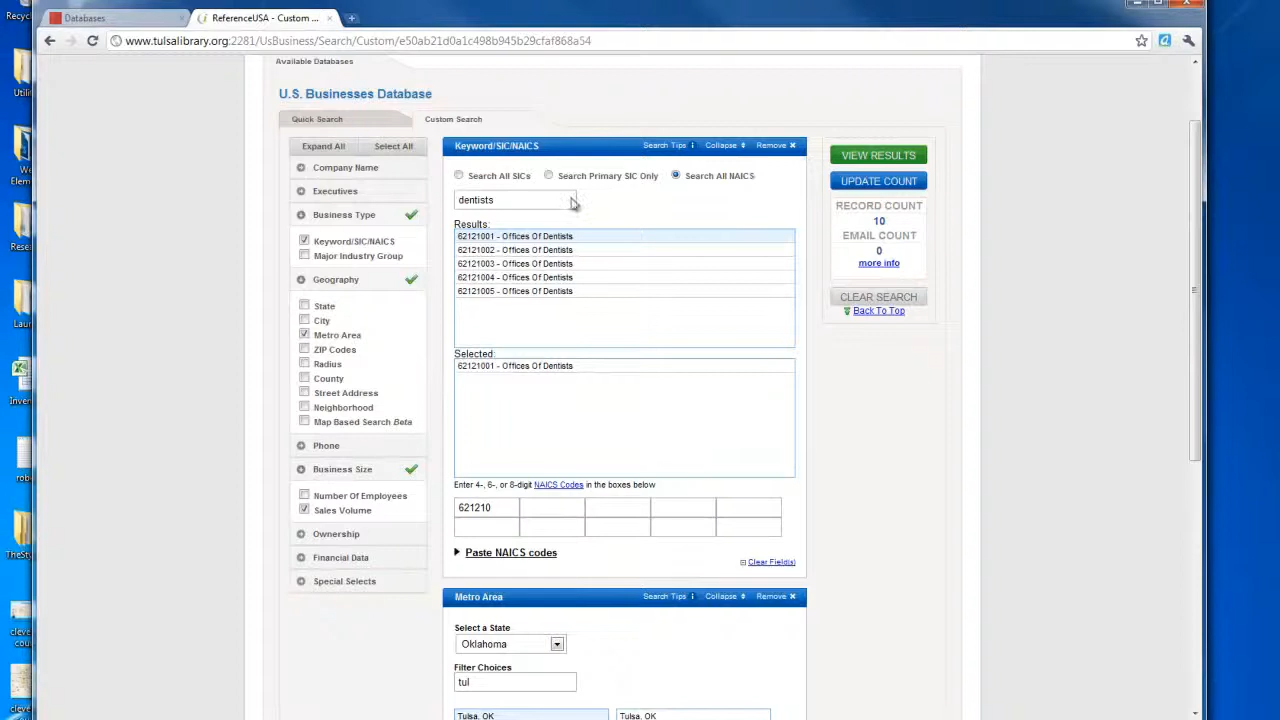 Databases
ReferenceUSA - Custom ...
www.tulsalibrary.org:2281/UsBusiness/Search/Custom/e50ab21d0a1c498b945b29cfaf868a54
Available Databases
U.S. Businesses Database
Quick Search
Custom Search
Expand All
Select All
Company Name
Executives
Business Type
Keyword/SIC/NAICS
Major Industry Group
Geography
State
City
Metro Area
ZIP Codes
Radius
County
Street Address
Neighborhood
Map Based Search Beta
Phone
Business Size
Number Of Employees
Sales Volume
Ownership
Financial Data
Special Selects
Keyword/SIC/NAICS
Search Tips i
Collapse
Remove
Search All SICs
Search Primary SIC Only
Search All NAICS
dentists
Results:
62121001 - Offices Of Dentists
62121002 - Offices Of Dentists
62121003 - Offices Of Dentists
62121004 - Offices Of Dentists
62121005 - Offices Of Dentists
Selected:
62121001 - Offices Of Dentists
Enter 4-, 6-, or 8-digit NAICS Codes in the boxes below
621210
Paste NAICS codes
Clear Field(s)
Metro Area
Search Tips i
Collapse
Remove
Select a State
Oklahoma
Filter Choices
tul
Tulsa, OK
Tulsa, OK
VIEW RESULTS
UPDATE COUNT
RECORD COUNT
10
EMAIL COUNT
0
more info
CLEAR SEARCH
Back To Top